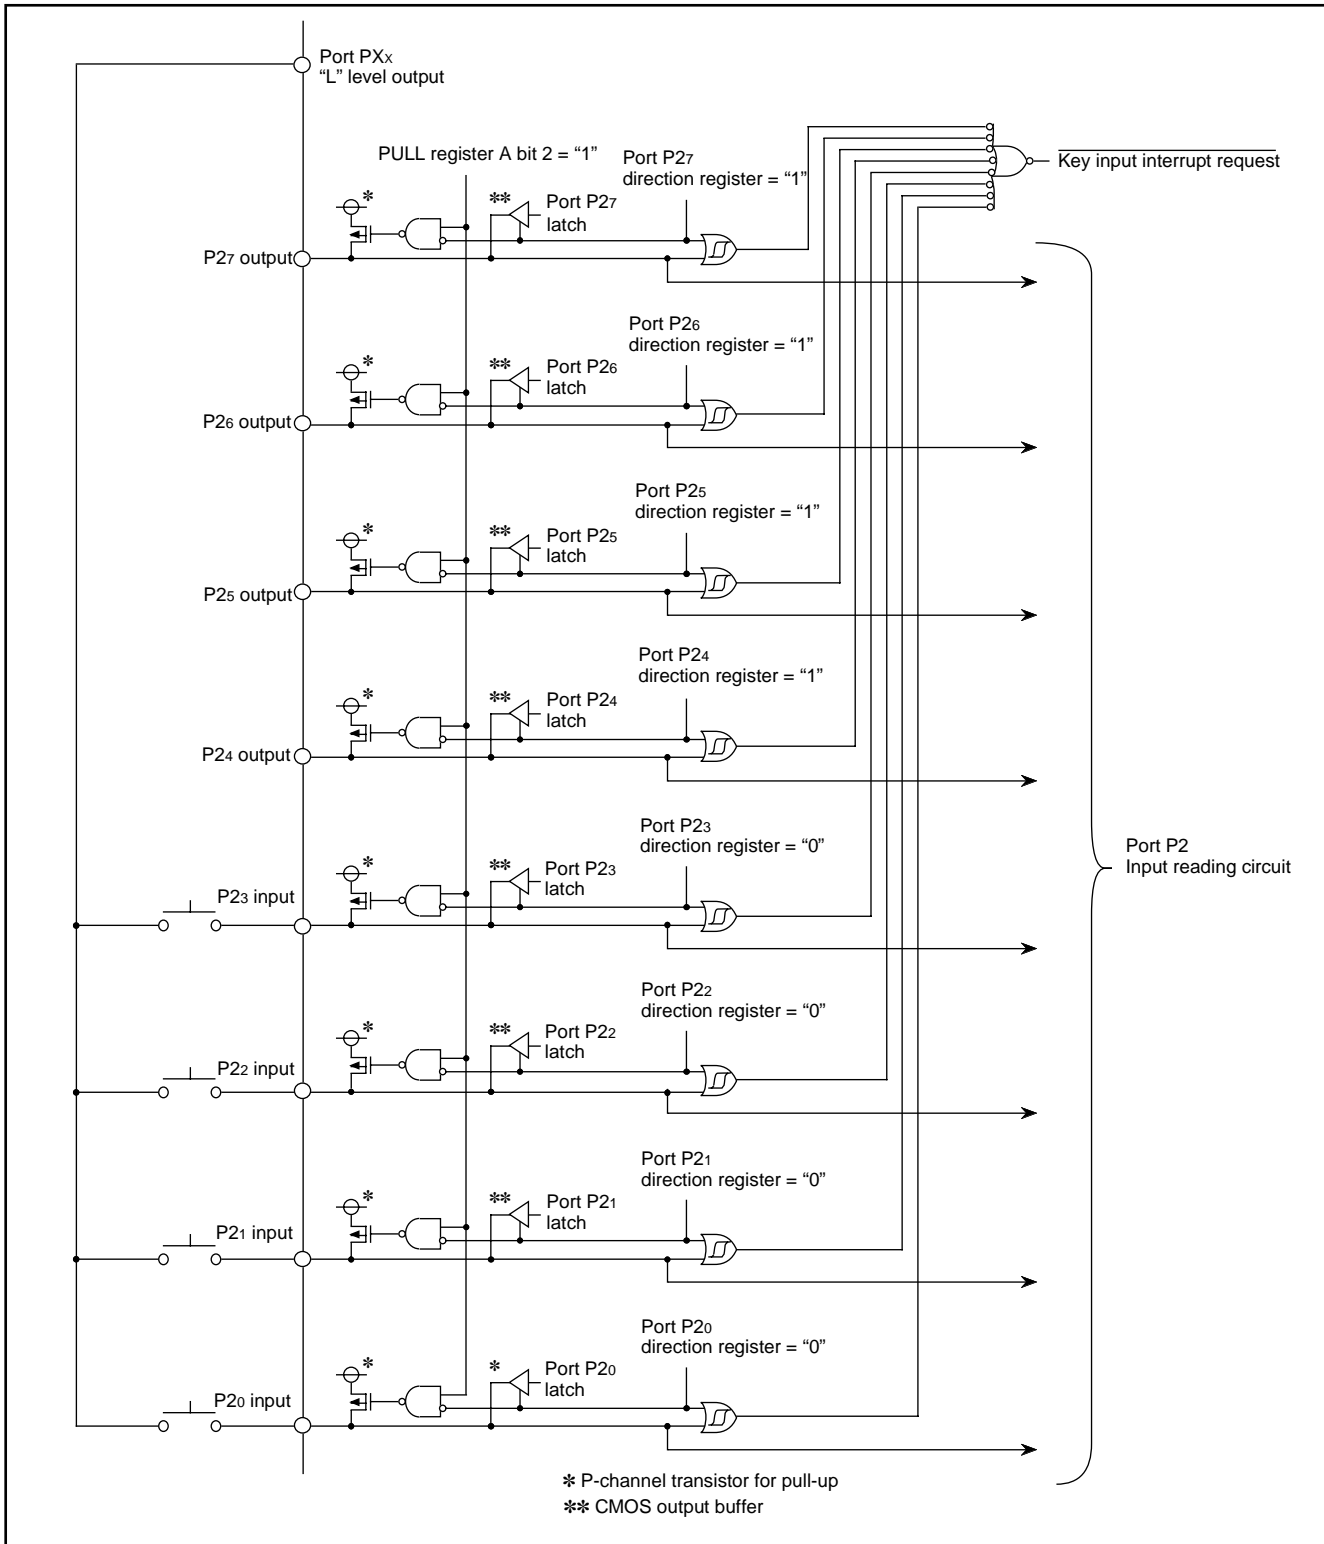 Port PXx
“L” level output
PULL register A bit 2 = “1”
Port P27
direction register = “1”
Key input interrupt request
*
**
Port P27
latch
P27 output
Port P26
direction register = “1”
*
**
Port P26
latch
P26 output
Port P25
direction register = “1”
*
**
Port P25
latch
P25 output
Port P24
direction register = “1”
*
**
Port P24
latch
P24 output
Port P23
direction register = “0”
*
**
Port P23
latch
P23 input
Port P2
Input reading circuit
Port P22
direction register = “0”
*
**
Port P22
latch
P22 input
Port P21
direction register = “0”
*
**
Port P21
latch
P21 input
Port P20
direction register = “0”
*
*
Port P20
latch
P20 input
* P-channel transistor for pull-up
** CMOS output buffer